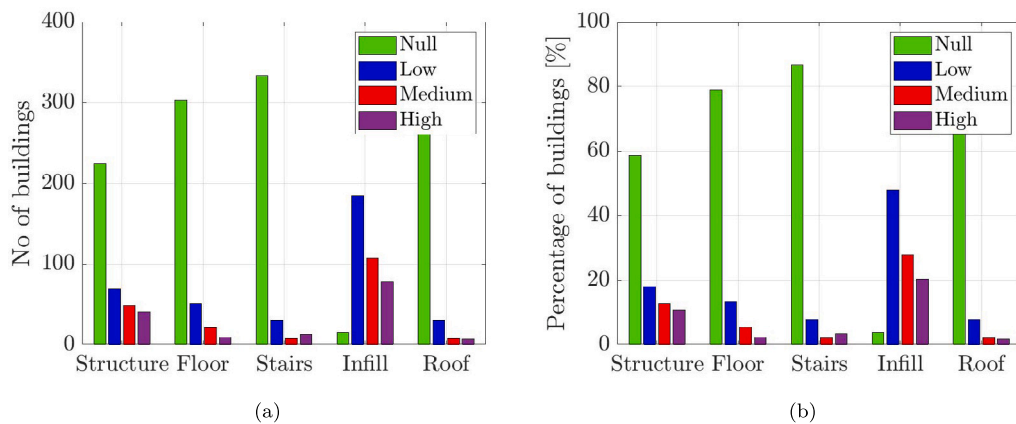 400
300
200
100
0
No of buildings
Null
Low
Medium
High
Structure Floor Stairs Infill Roof
(a)
100
80
60
40
20
0
Percentage of buildings [%]
Null
Low
Medium
High
Structure Floor Stairs Infill Roof
(b)